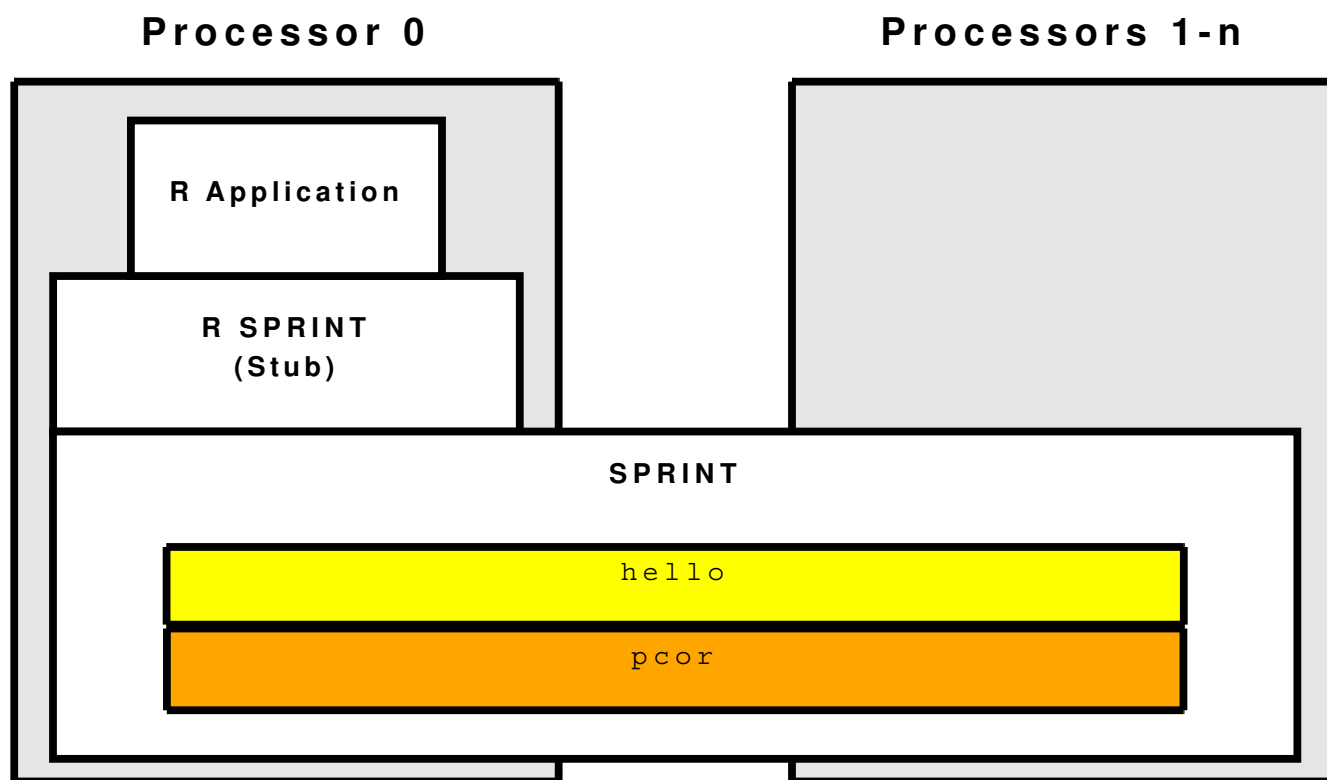 Processor 0
Processors 1-n
R Application
R SPRINT
(Stub)
SPRINT
hello
pcor